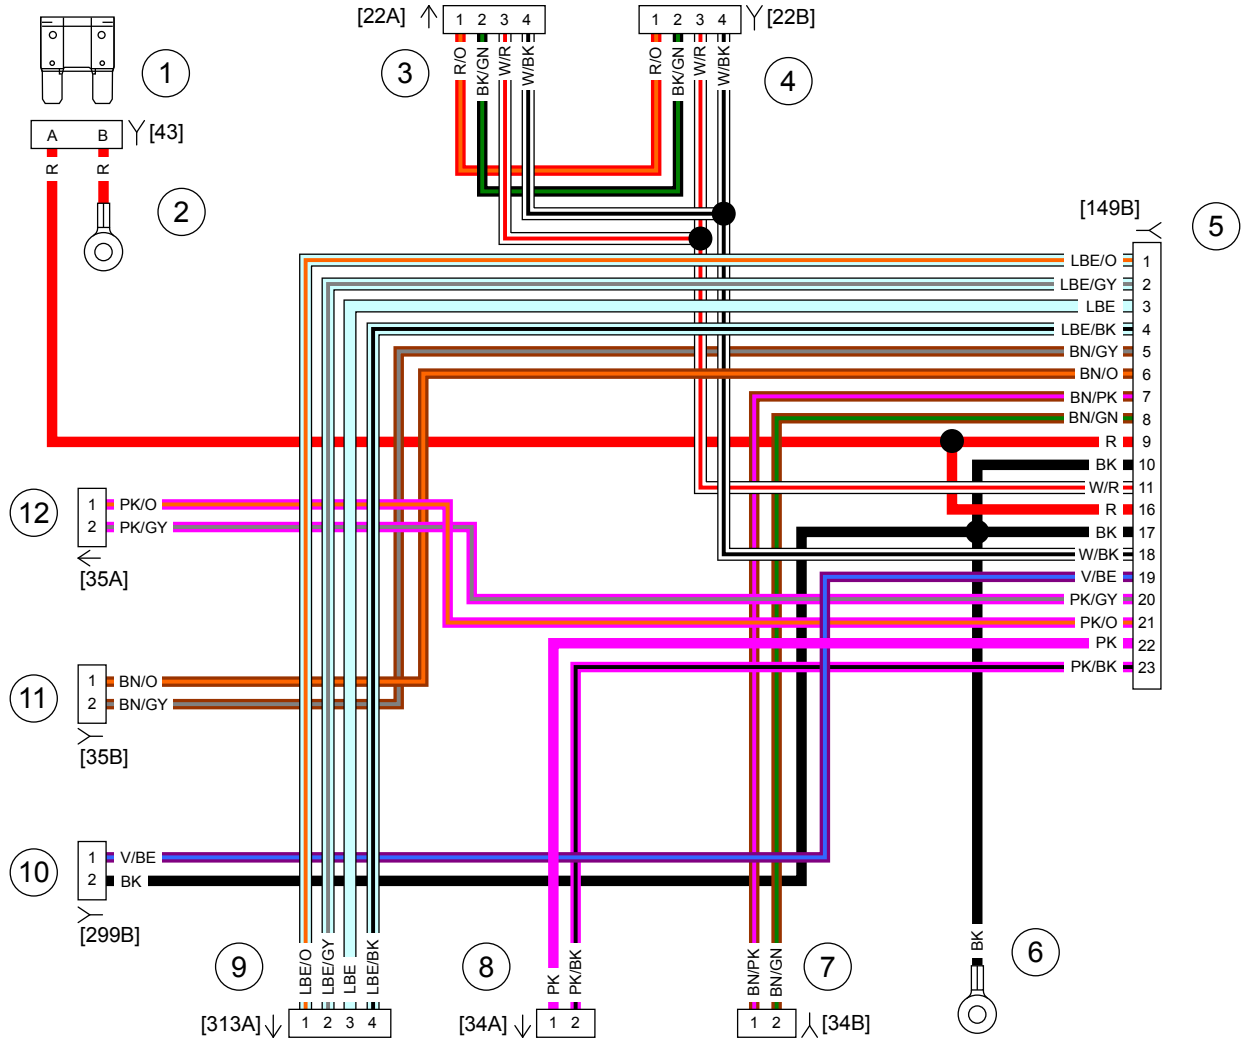 [22A] 1 2 3 4
1 2 3 4 [22B]
R/O BK/GN W/R W/BK
R/O BK/GN W/R W/BK
1
3
4
A B [43]
R R
2
[149B]
5
LBE/O 1
LBE/GY 2
LBE 3
LBE/BK 4
BN/GY 5
BN/O 6
BN/PK 7
BN/GN 8
R 9
BK 10
W/R 11
R 16
BK 17
W/BK 18
V/BE 19
PK/GY 20
PK/O 21
PK 22
PK/BK 23
12
1 PK/O
2 PK/GY
[35A]
11
1 BN/O
2 BN/GY
[35B]
10
1 V/BE
2 BK
[299B]
9
LBE/O LBE/GY LBE LBE/BK
[313A] 1 2 3 4
8
PK PK/BK
[34A] 1 2
BN/PK BN/GN
7
1 2 [34B]
BK
6